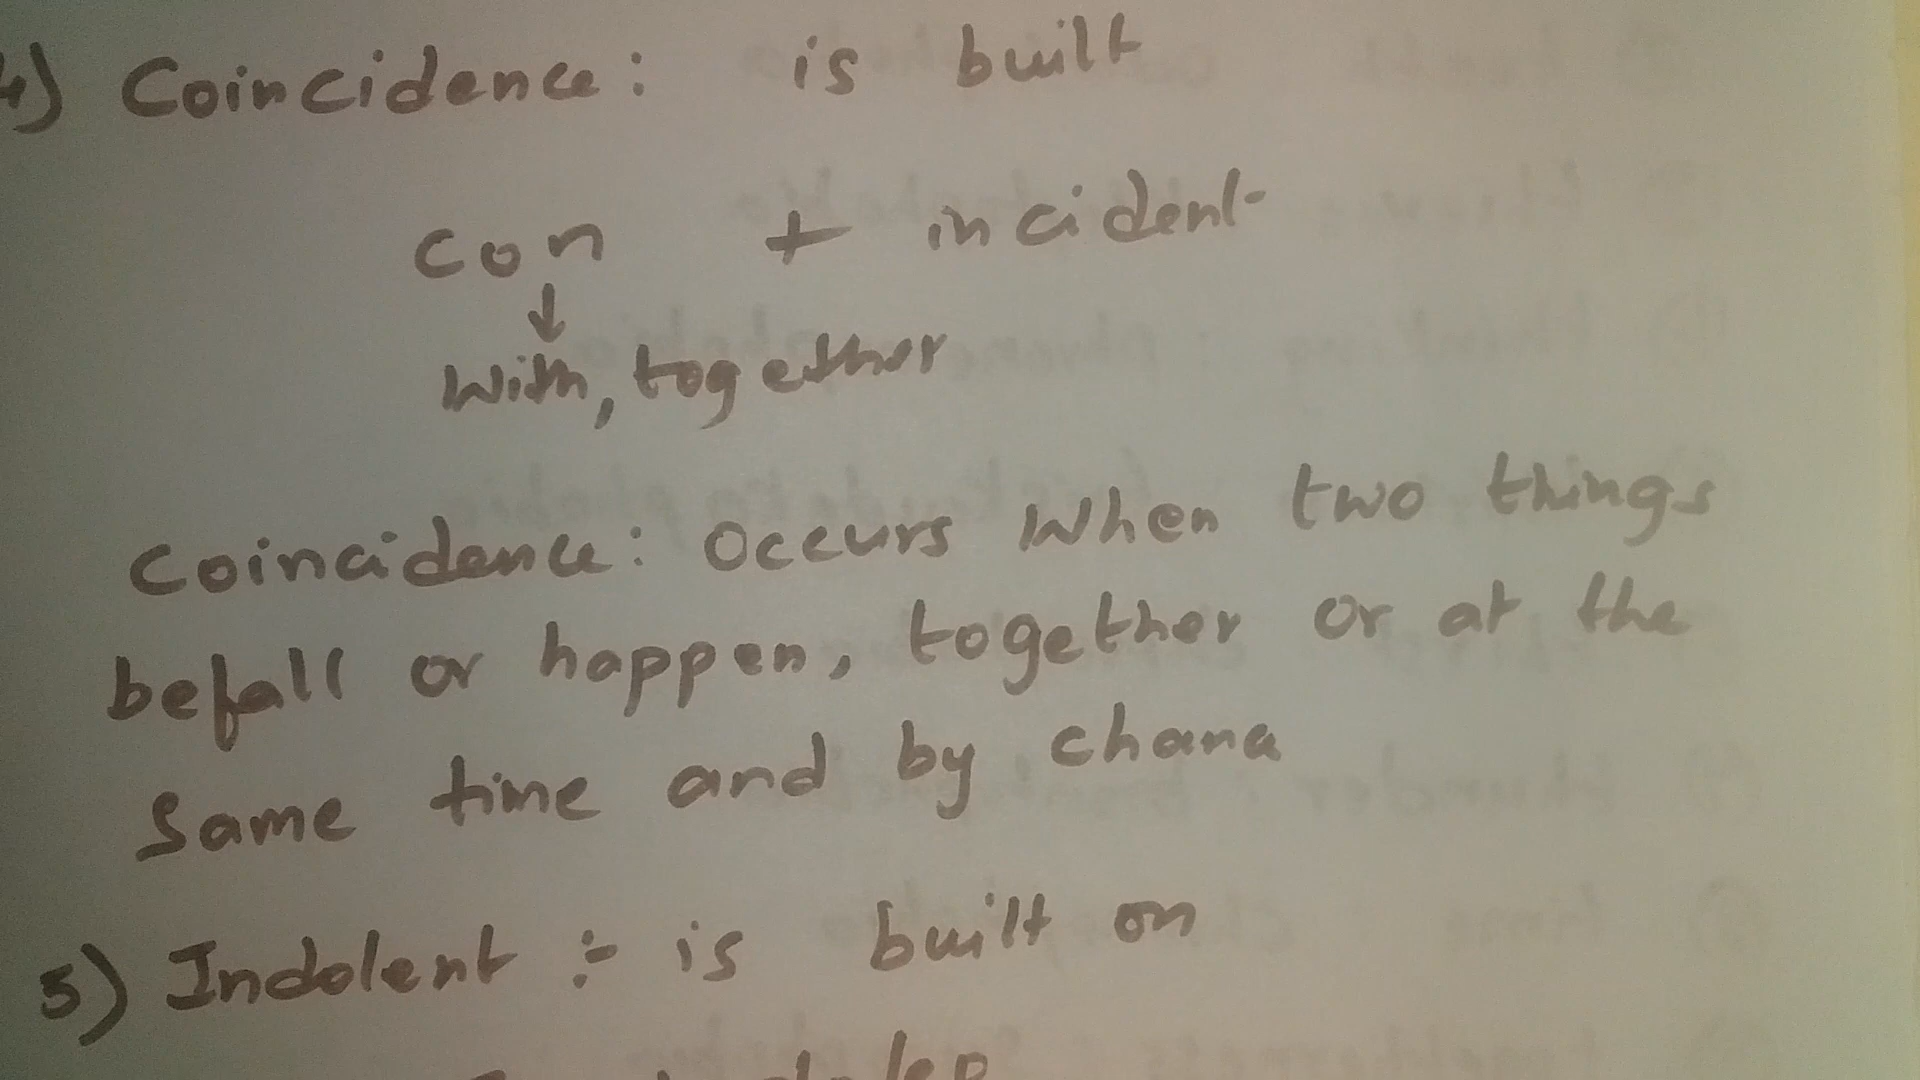 4) Coincidence: is built
con + incident
↓
with, together
Coincidence: Occurs When two things
befall or happen, together or at the
Same time and by chance
5) Indolent :- is built on